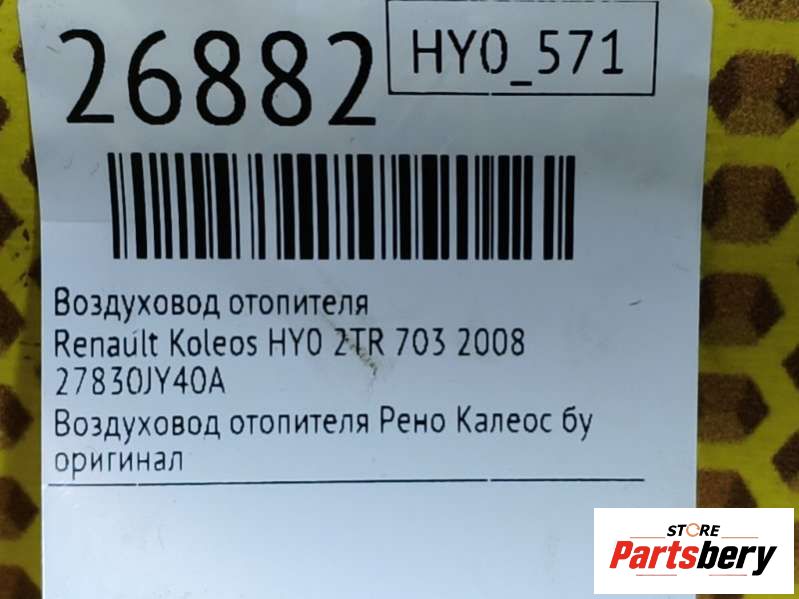 26882
HY0_571
Воздуховод отопителя
Renault Koleos HY0 2TR 703 2008
27830JY40A
Воздуховод отопителя Рено Калеос бу
оригинал
STORE
Partsbery